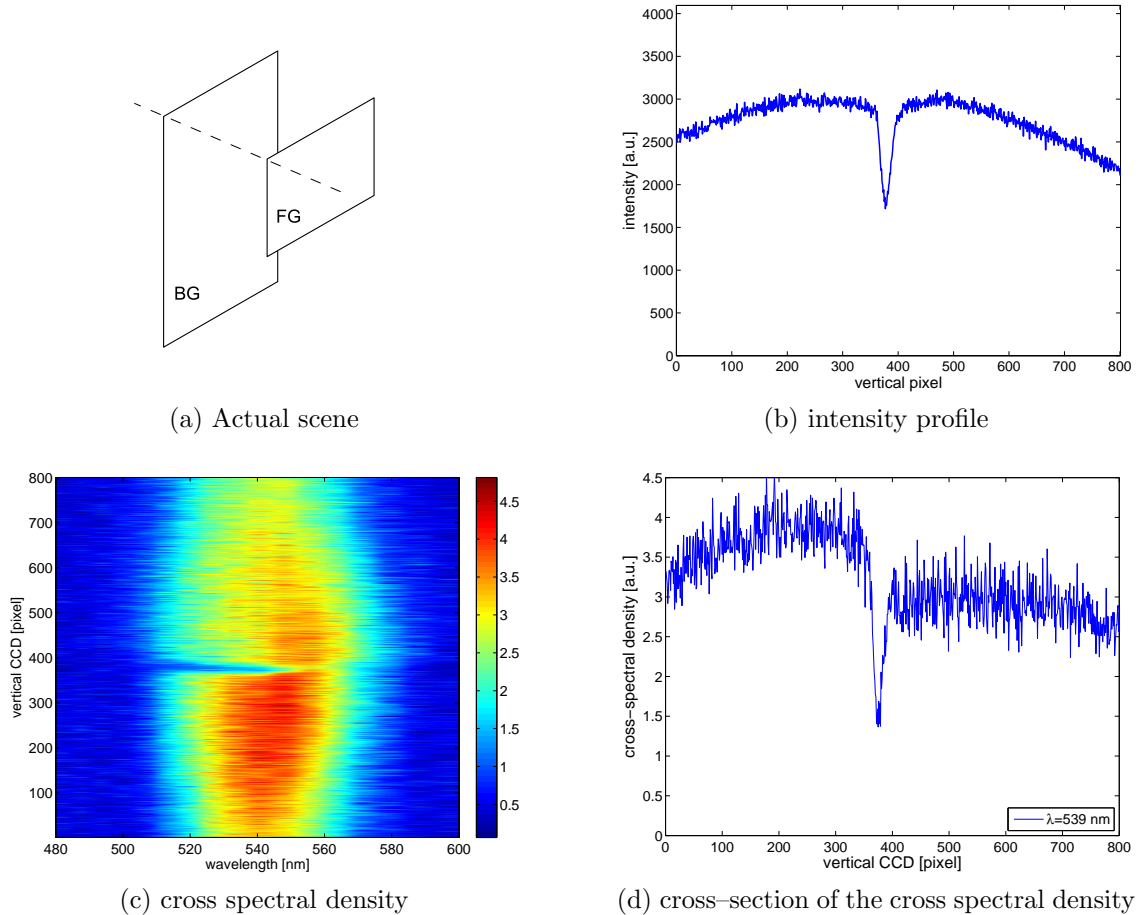 BG
FG
(a) Actual scene
4000
3500
3000
2500
2000
1500
1000
500
0
intensity [a.u.]
0 100 200 300 400 500 600 700 800
vertical pixel
(b) intensity profile
800
700
600
500
400
300
200
100
vertical CCD [pixel]
480 500 520 540 560 580 600
wavelength [nm]
4.5
4
3.5
3
2.5
2
1.5
1
0.5
(c) cross spectral density
4.5
4
3.5
3
2.5
2
1.5
1
0.5
0
cross−spectral density [a.u.]
λ=539 nm
0 100 200 300 400 500 600 700 800
vertical CCD [pixel]
(d) cross–section of the cross spectral density